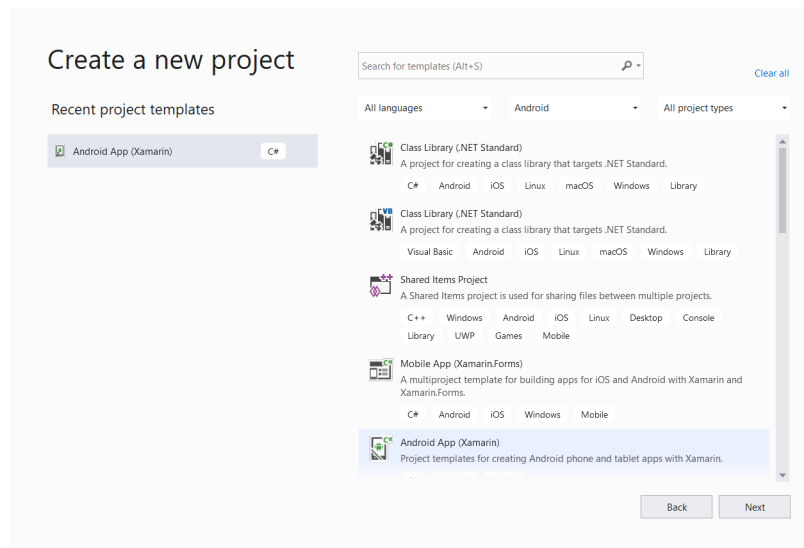 Create a new project
Recent project templates
Android App (Xamarin) C#
Search for templates (Alt+S)
Clear all
All languages Android All project types
Class Library (.NET Standard)
A project for creating a class library that targets .NET Standard.
C# Android iOS Linux macOS Windows Library
Class Library (.NET Standard)
A project for creating a class library that targets .NET Standard.
Visual Basic Android iOS Linux macOS Windows Library
Shared Items Project
A Shared Items project is used for sharing files between multiple projects.
C++ Windows Android iOS Linux Desktop Console
Library UWP Games Mobile
Mobile App (Xamarin.Forms)
A multiproject template for building apps for iOS and Android with Xamarin and
Xamarin.Forms.
C# Android iOS Windows Mobile
Android App (Xamarin)
Project templates for creating Android phone and tablet apps with Xamarin.
Back Next